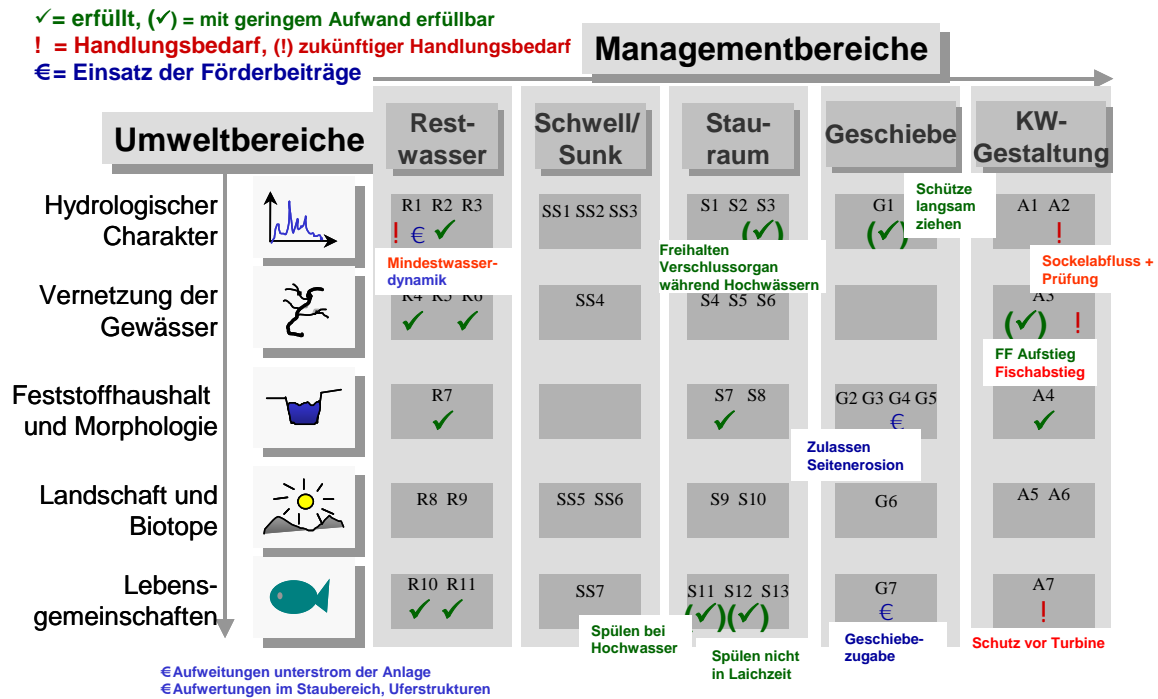 ✓= erfüllt, (✓) = mit geringem Aufwand erfüllbar
! = Handlungsbedarf, (!) zukünftiger Handlungsbedarf
€= Einsatz der Förderbeiträge
Managementbereiche
Umweltbereiche
Rest-
wasser
Schwell/
Sunk
Stau-
raum
Geschiebe
KW-
Gestaltung
Hydrologischer
Charakter
R1 R2 R3
! € ✓
Mindestwasser-
dynamik
SS1 SS2 SS3
S1 S2 S3
(✓)
Freihalten
Verschlussorgan
während Hochwässern
G1
(✓)
Schütze
langsam
ziehen
A1 A2
!
Sockelabfluss +
Prüfung
Vernetzung der
Gewässer
R4 R5 R6
✓ ✓
SS4
S4 S5 S6
A3
(✓) !
FF Aufstieg
Fischabstieg
Feststoffhaushalt
und Morphologie
R7
✓
S7 S8
✓
G2 G3 G4 G5
€
Zulassen
Seitenerosion
A4
✓
Landschaft und
Biotope
R8 R9
SS5 SS6
S9 S10
G6
A5 A6
Lebens-
gemeinschaften
R10 R11
✓ ✓
SS7
S11 S12 S13
(✓)(✓)
Spülen bei
Hochwasser
Spülen nicht
in Laichzeit
G7
€
Geschiebe-
zugabe
A7
!
Schutz vor Turbine
€Aufweitungen unterstrom der Anlage
€Aufwertungen im Staubereich, Uferstrukturen